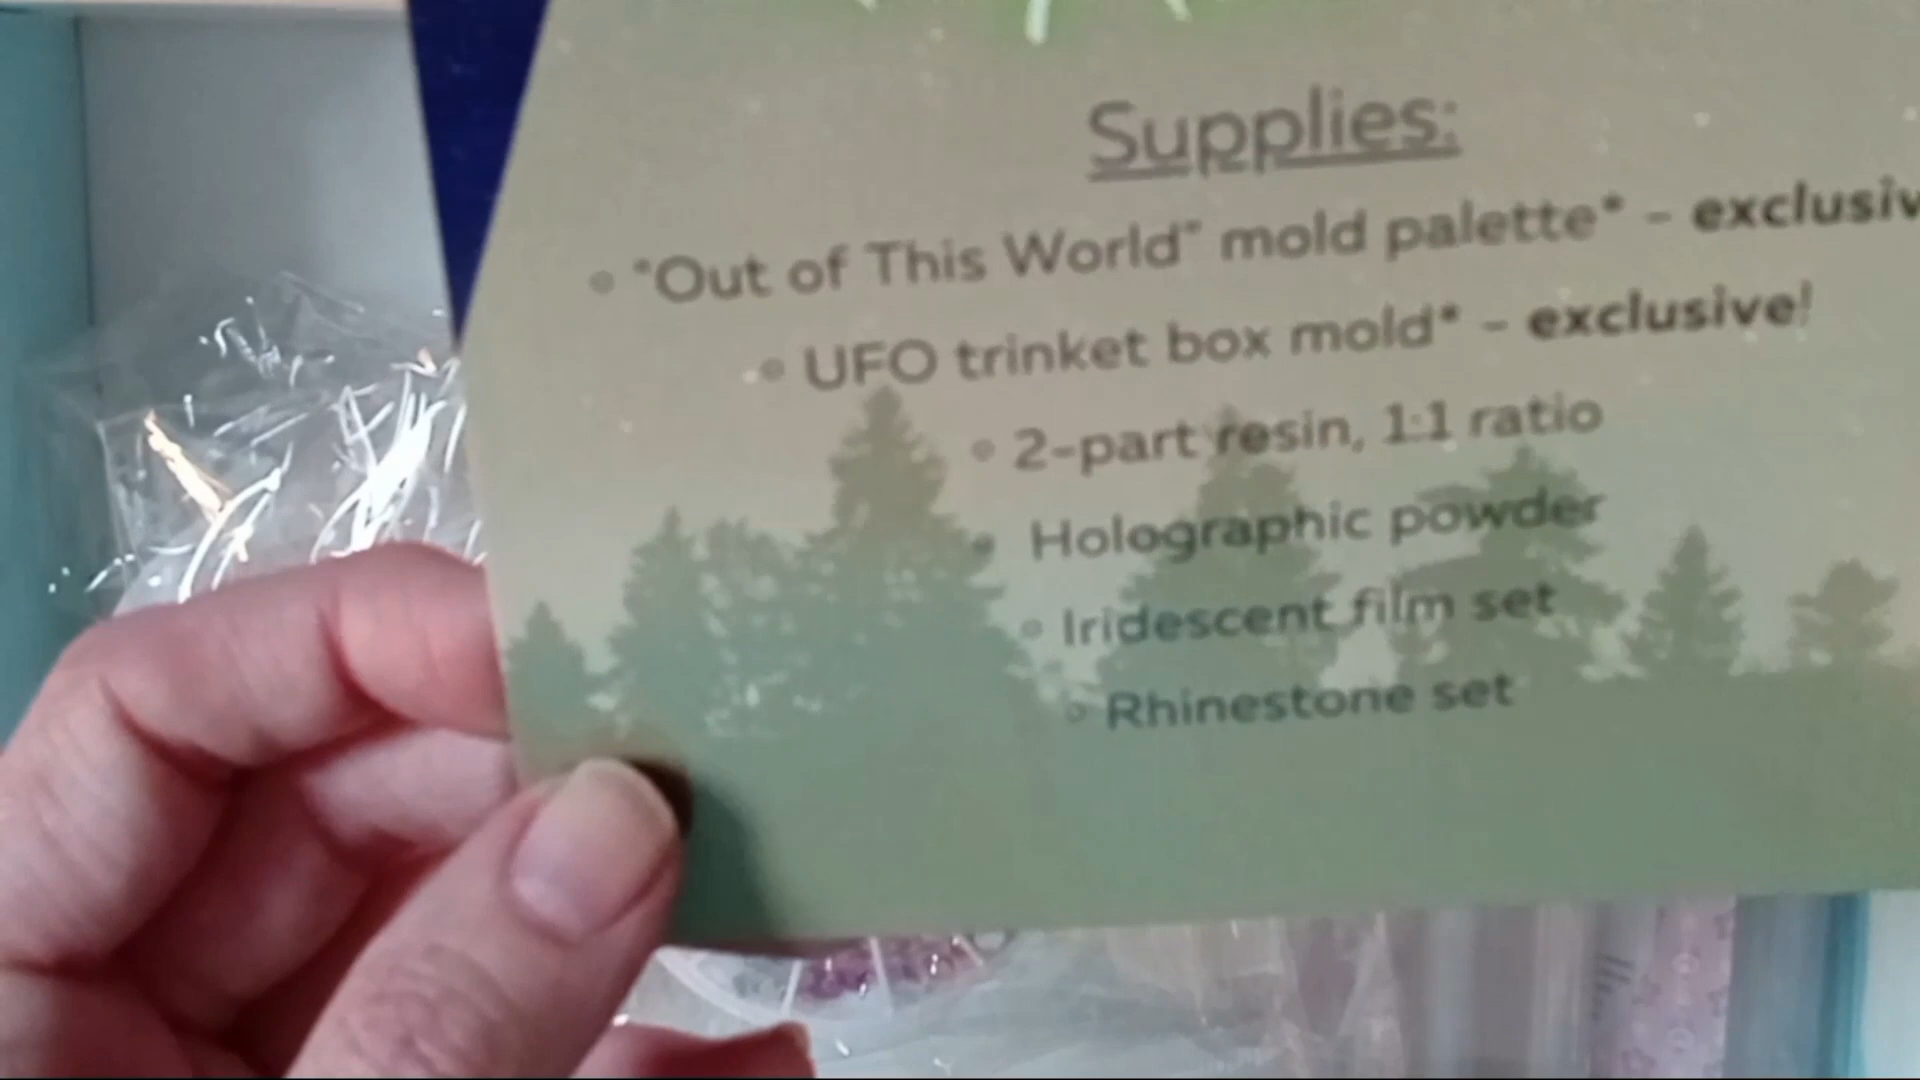 Supplies:
◦ "Out of This World" mold palette* – exclusiv
◦ UFO trinket box mold* – exclusive!
◦ 2-part resin, 1:1 ratio
◦ Holographic powder
◦ Iridescent film set
◦ Rhinestone set